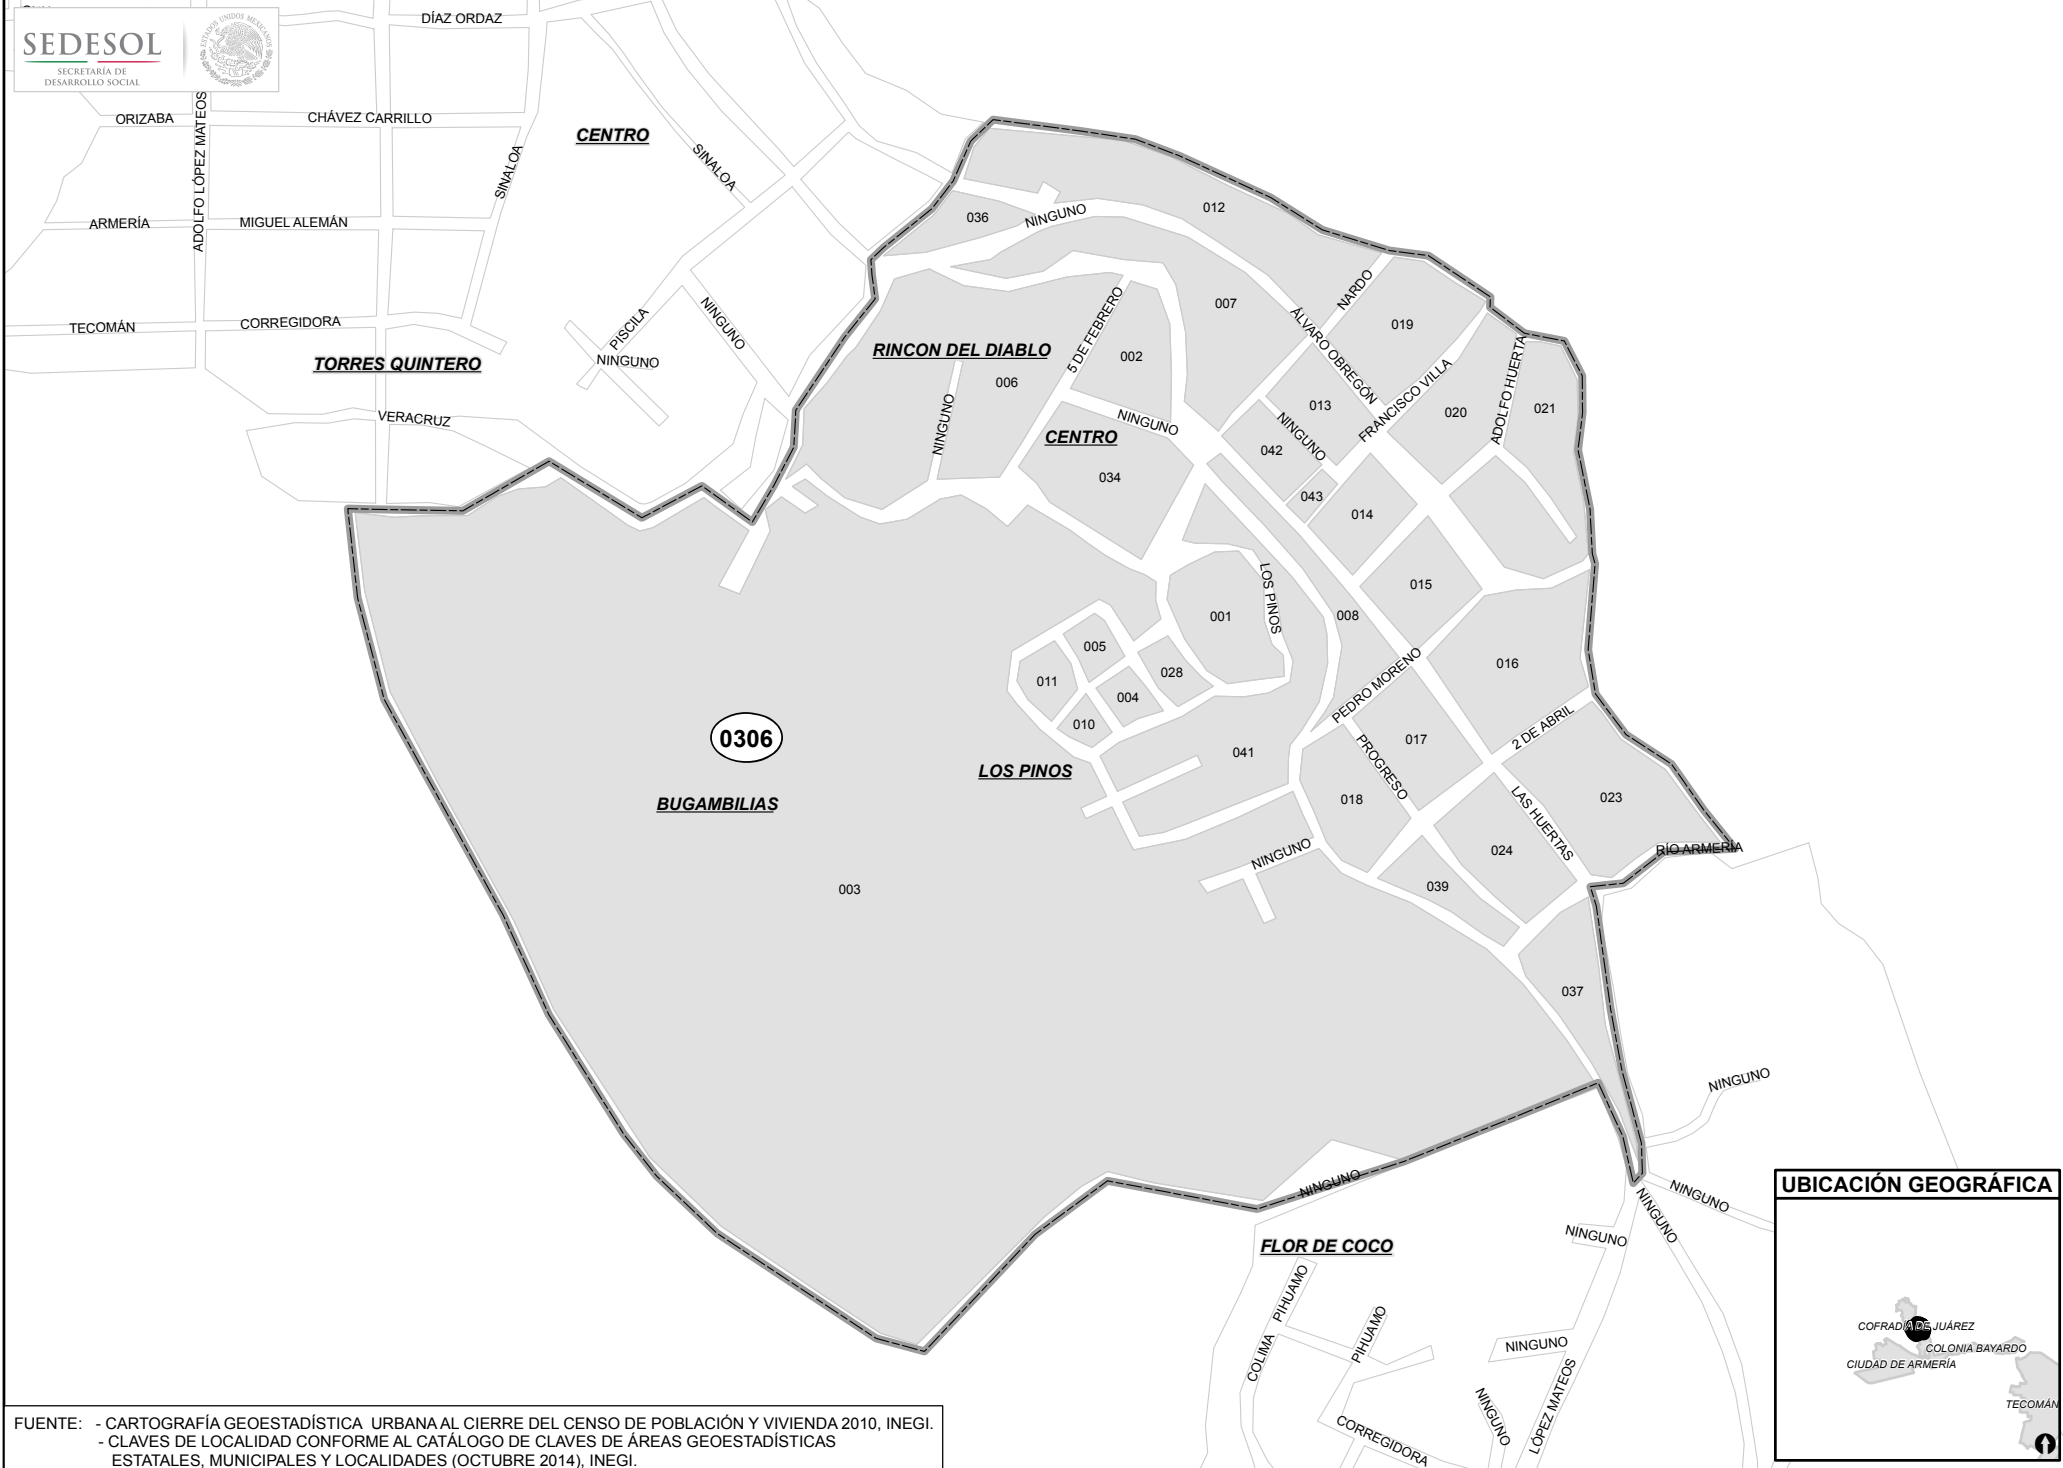 DÍAZ ORDAZ
SEDESOL
SECRETARÍA DE
DESARROLLO SOCIAL
ESTADOS UNIDOS MEXICANOS
ORIZABA
ADOLFO LÓPEZ MATEOS
CHÁVEZ CARRILLO
CENTRO
SINALOA
SINALOA
ARMERÍA
MIGUEL ALEMÁN
036
NINGUNO
012
TECOMÁN
CORREGIDORA
PISCILA
NINGUNO
NINGUNO
TORRES QUINTERO
VERACRUZ
RINCON DEL DIABLO
006
NINGUNO
5 DE FEBRERO
002
007
NARDO
ÁLVARO OBREGÓN
019
FRANCISCO VILLA
013
020
ADOLFO HUERTA
021
NINGUNO
CENTRO
034
042
NINGUNO
043
014
015
LOS PINOS
001
008
005
011
028
004
010
016
PEDRO MORENO
0306
BUGAMBILIAS
LOS PINOS
041
017
2 DE ABRIL
PROGRESO
018
023
LAS HUERTAS
024
RÍO ARMERÍA
NINGUNO
039
003
037
NINGUNO
NINGUNO
NINGUNO
NINGUNO
NINGUNO
FLOR DE COCO
PIHUAMO
COLIMA
PIHUAMO
NINGUNO
NINGUNO
LÓPEZ MATEOS
CORREGIDORA
UBICACIÓN GEOGRÁFICA
COFRADÍA DE JUÁREZ
COLONIA BAYARDO
CIUDAD DE ARMERÍA
TECOMÁN
FUENTE: - CARTOGRAFÍA GEOESTADÍSTICA URBANA AL CIERRE DEL CENSO DE POBLACIÓN Y VIVIENDA 2010, INEGI.
- CLAVES DE LOCALIDAD CONFORME AL CATÁLOGO DE CLAVES DE ÁREAS GEOESTADÍSTICAS
ESTATALES, MUNICIPALES Y LOCALIDADES (OCTUBRE 2014), INEGI.